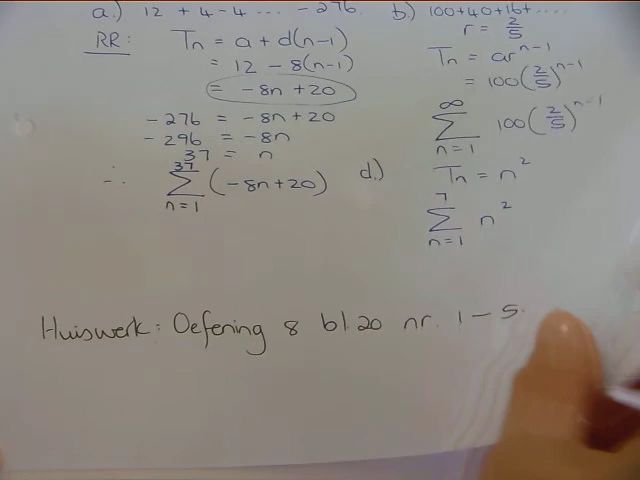 a.) 12 + 4 - 4 .... - 276.
RR: Tn = a + d(n-1)
= 12 - 8(n-1)
= -8n + 20
-276 = -8n + 20
-296 = -8n
37 = n
∴ 37 Σ n=1 (-8n+20)
b.) 100+40+16+....
r = 2/5
Tn = ar^n-1
= 100(2/5)^n-1
∞ Σ n=1 100(2/5)^n-1
d.) Tn = n²
7 Σ n=1 n²
Huiswerk: Oefening 8 bl 20 nr. 1 - 5.